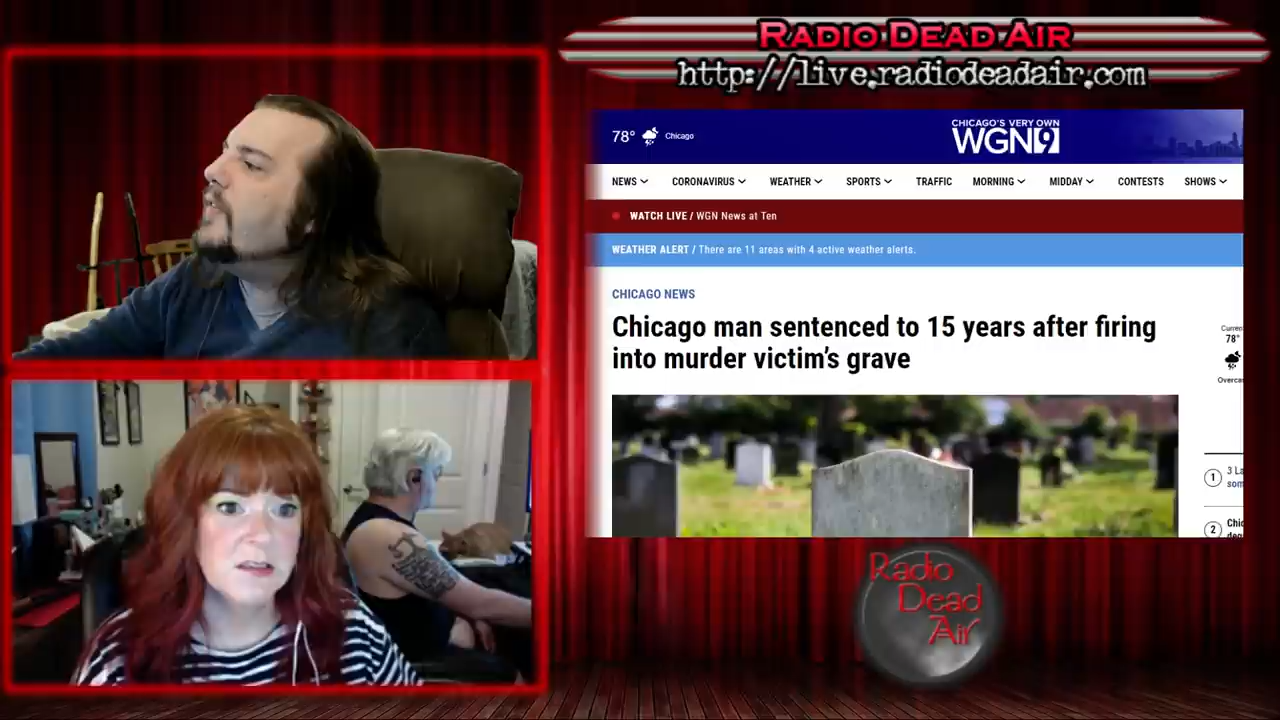 RADIO DEAD AIR
http://live.radiodeadair.com
78° Chicago
CHICAGO'S VERY OWN
WGN9
NEWS CORONAVIRUS WEATHER SPORTS TRAFFIC MORNING MIDDAY CONTESTS SHOWS
WATCH LIVE / WGN News at Ten
WEATHER ALERT / There are 11 areas with 4 active weather alerts.
CHICAGO NEWS
Chicago man sentenced to 15 years after firing
into murder victim's grave
78°
1 3
2
Radio
Dead
Air